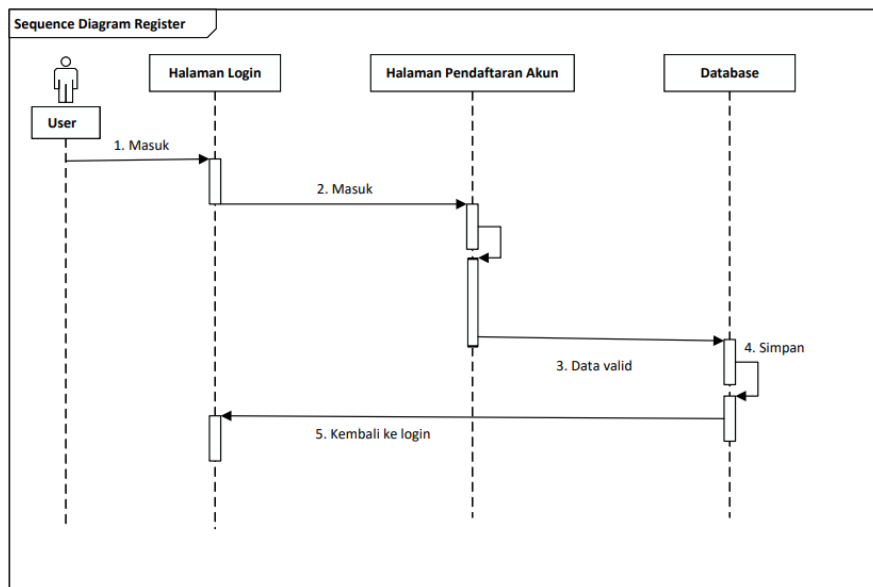 Sequence Diagram Register
Halaman Login
Halaman Pendaftaran Akun
Database
User
1. Masuk
2. Masuk
3. Data valid
4. Simpan
5. Kembali ke login